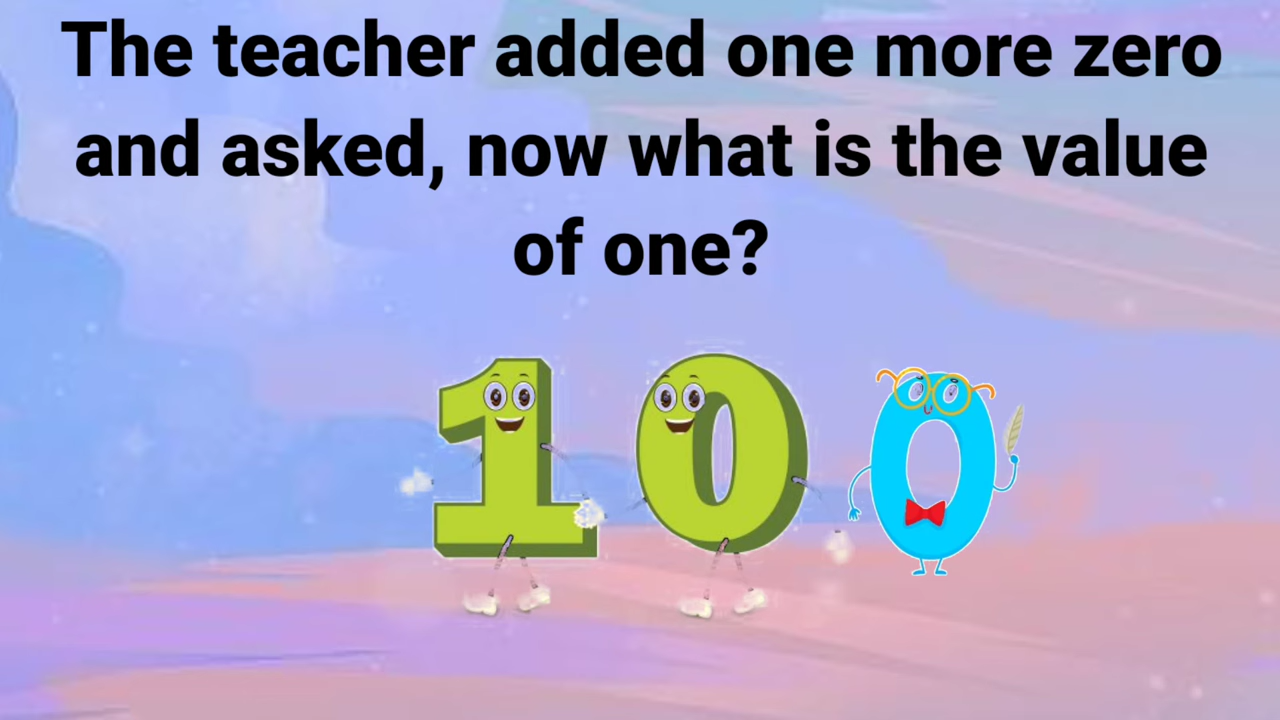 The teacher added one more zero
and asked, now what is the value
of one?
100